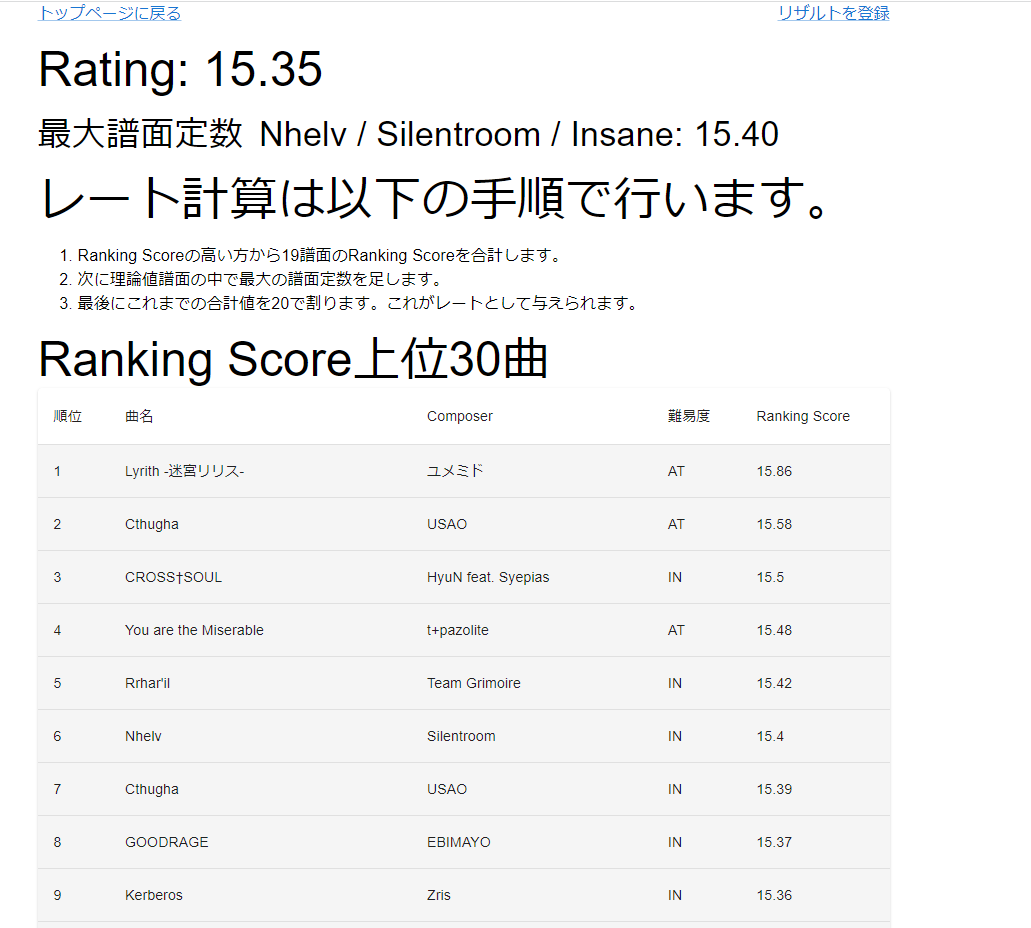 トップページに戻る リザルトを登録
Rating: 15.35
最大譜面定数 Nhelv / Silentroom / Insane: 15.40
レート計算は以下の手順で行います。
1. Ranking Scoreの高い方から19譜面のRanking Scoreを合計します。
2. 次に理論値譜面の中で最大の譜面定数を足します。
3. 最後にこれまでの合計値を20で割ります。これがレートとして与えられます。
Ranking Score上位30曲
順位 曲名 Composer 難易度 Ranking Score
1 Lyrith -迷宮リリス- ユメミド AT 15.86
2 Cthugha USAO AT 15.58
3 CROSS†SOUL HyuN feat. Syepias IN 15.5
4 You are the Miserable t+pazolite AT 15.48
5 Rrhar'il Team Grimoire IN 15.42
6 Nhelv Silentroom IN 15.4
7 Cthugha USAO IN 15.39
8 GOODRAGE EBIMAYO IN 15.37
9 Kerberos Zris IN 15.36